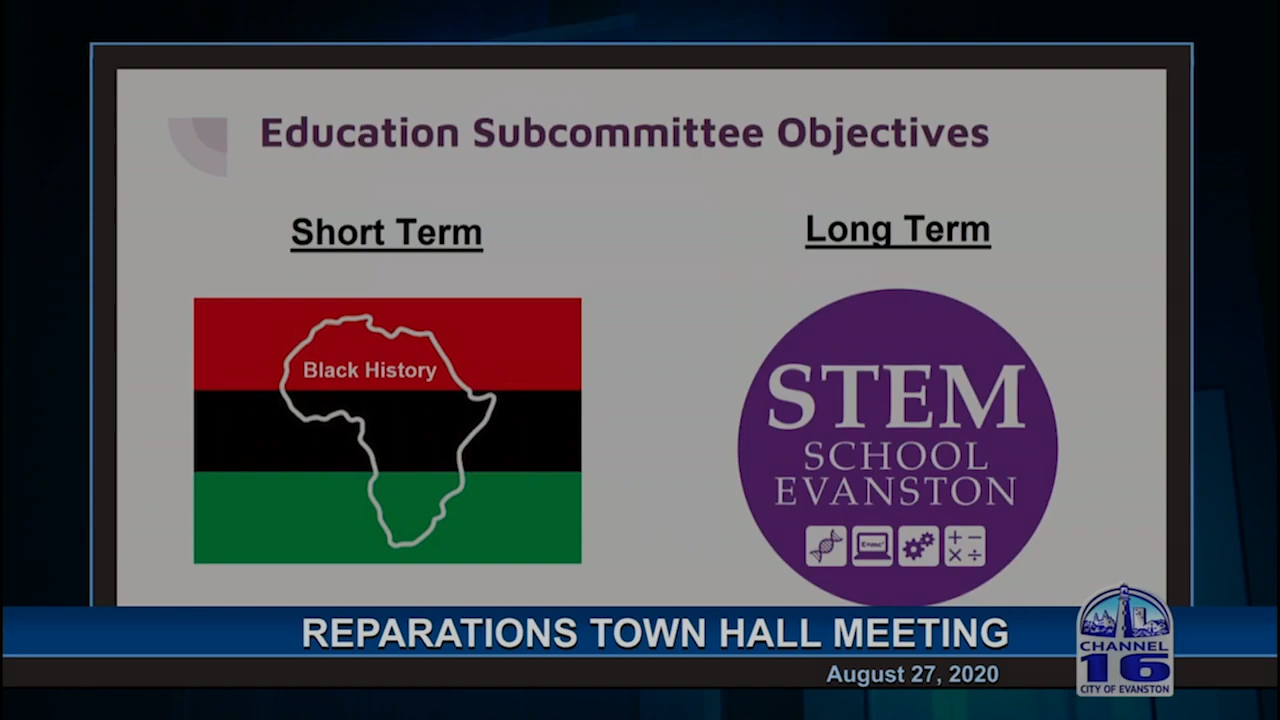 Education Subcommittee Objectives
Short Term
Long Term
Black History
STEM
SCHOOL
EVANSTON
E=mc²
+ −
× ÷
REPARATIONS TOWN HALL MEETING
August 27, 2020
CHANNEL
16
CITY OF EVANSTON